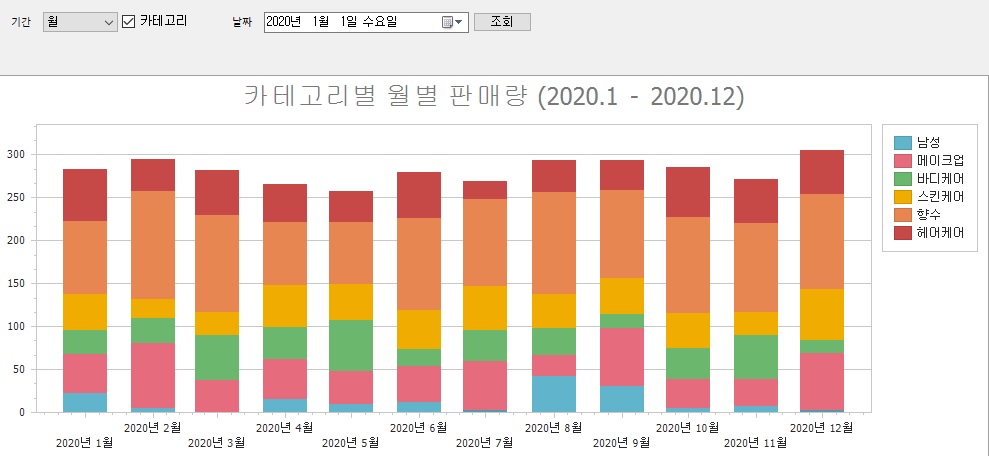 기간 월 카테고리 날짜 2020년 1월 1일 수요일 조회
카테고리별 월별 판매량 (2020.1 - 2020.12)
300
250
200
150
100
50
0
남성
메이크업
바디케어
스킨케어
향수
헤어케어
2020년 1월 2020년 2월 2020년 3월 2020년 4월 2020년 5월 2020년 6월 2020년 7월 2020년 8월 2020년 9월 2020년 10월 2020년 11월 2020년 12월